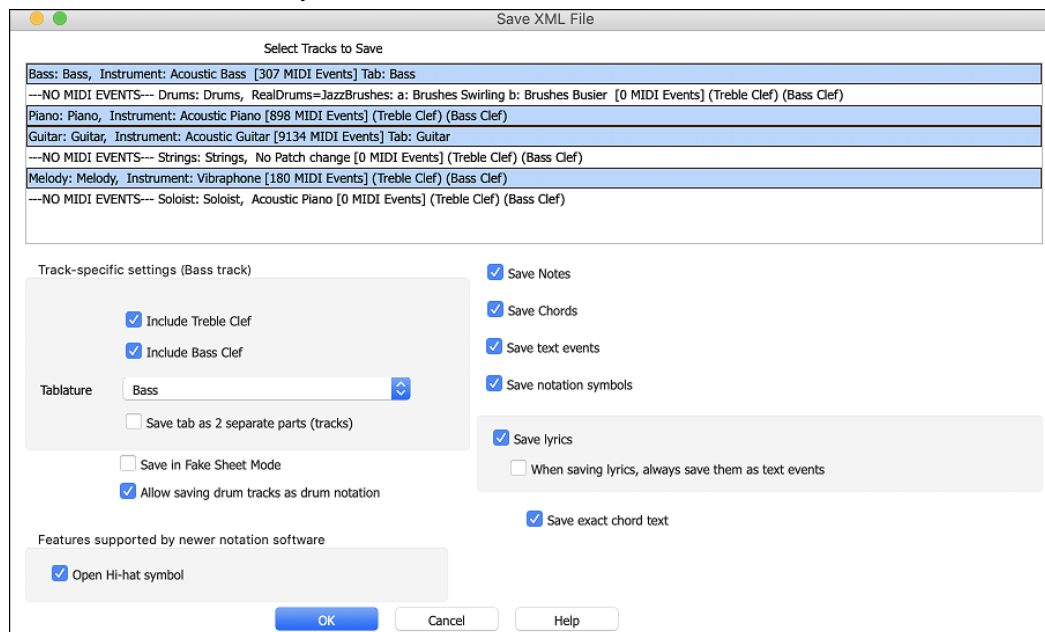 Save XML File
Select Tracks to Save
Bass: Bass, Instrument: Acoustic Bass [307 MIDI Events] Tab: Bass
---NO MIDI EVENTS--- Drums: Drums, RealDrums=JazzBrushes: a: Brushes Swirling b: Brushes Busier [0 MIDI Events] (Treble Clef) (Bass Clef)
Piano: Piano, Instrument: Acoustic Piano [898 MIDI Events] (Treble Clef) (Bass Clef)
Guitar: Guitar, Instrument: Acoustic Guitar [9134 MIDI Events] Tab: Guitar
---NO MIDI EVENTS--- Strings: Strings, No Patch change [0 MIDI Events] (Treble Clef) (Bass Clef)
Melody: Melody, Instrument: Vibraphone [180 MIDI Events] (Treble Clef) (Bass Clef)
---NO MIDI EVENTS--- Soloist: Soloist, Acoustic Piano [0 MIDI Events] (Treble Clef) (Bass Clef)
Track-specific settings (Bass track)
Include Treble Clef
Include Bass Clef
Tablature Bass
Save tab as 2 separate parts (tracks)
Save in Fake Sheet Mode
Allow saving drum tracks as drum notation
Features supported by newer notation software
Open Hi-hat symbol
Save Notes
Save Chords
Save text events
Save notation symbols
Save lyrics
When saving lyrics, always save them as text events
Save exact chord text
OK Cancel Help